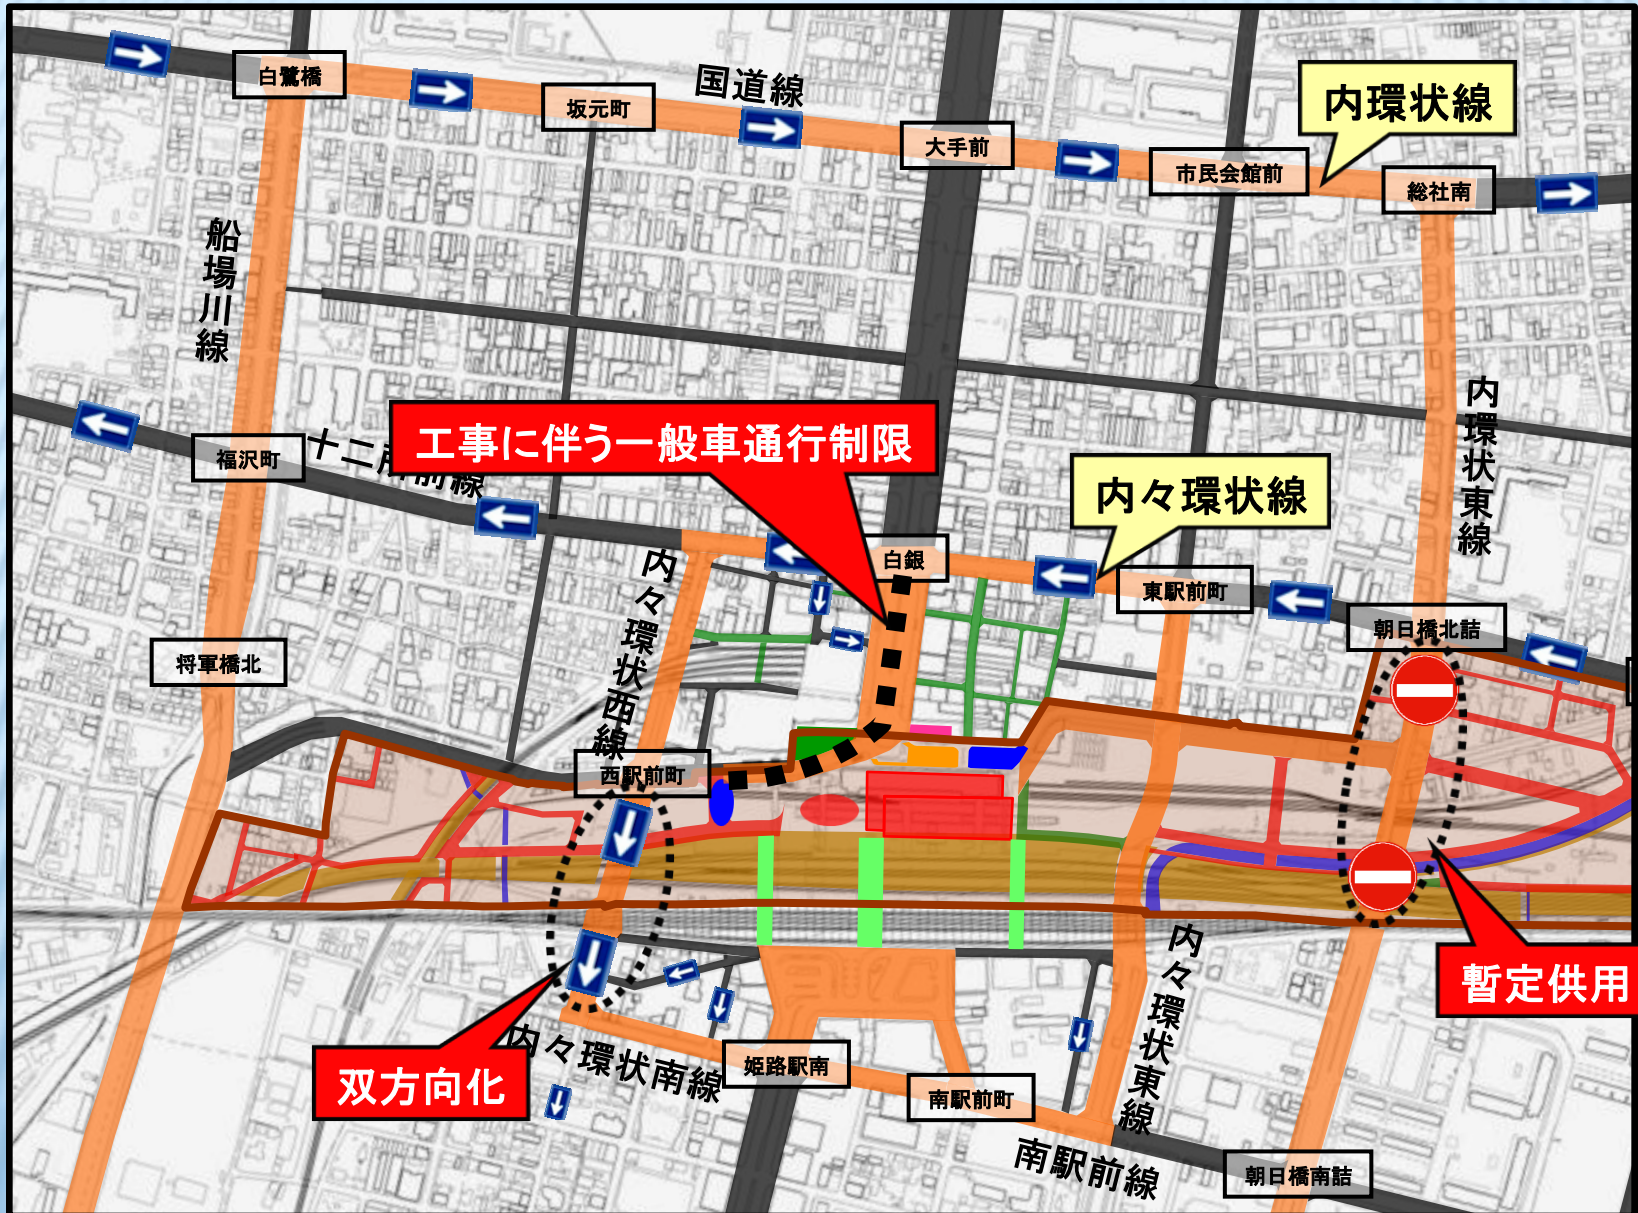 白鷺橋
坂元町
国道線
大手前
市民会館前
内環状線
総社南
船場川線
内環状東線
工事に伴う一般車通行制限
福沢町
十二所前線
内々環状線
白銀
東駅前町
朝日橋北詰
内々環状西線
将軍橋北
西駅前町
内々環状東線
暫定供用
双方向化
内々環状南線
姫路駅南
南駅前町
南駅前線
朝日橋南詰